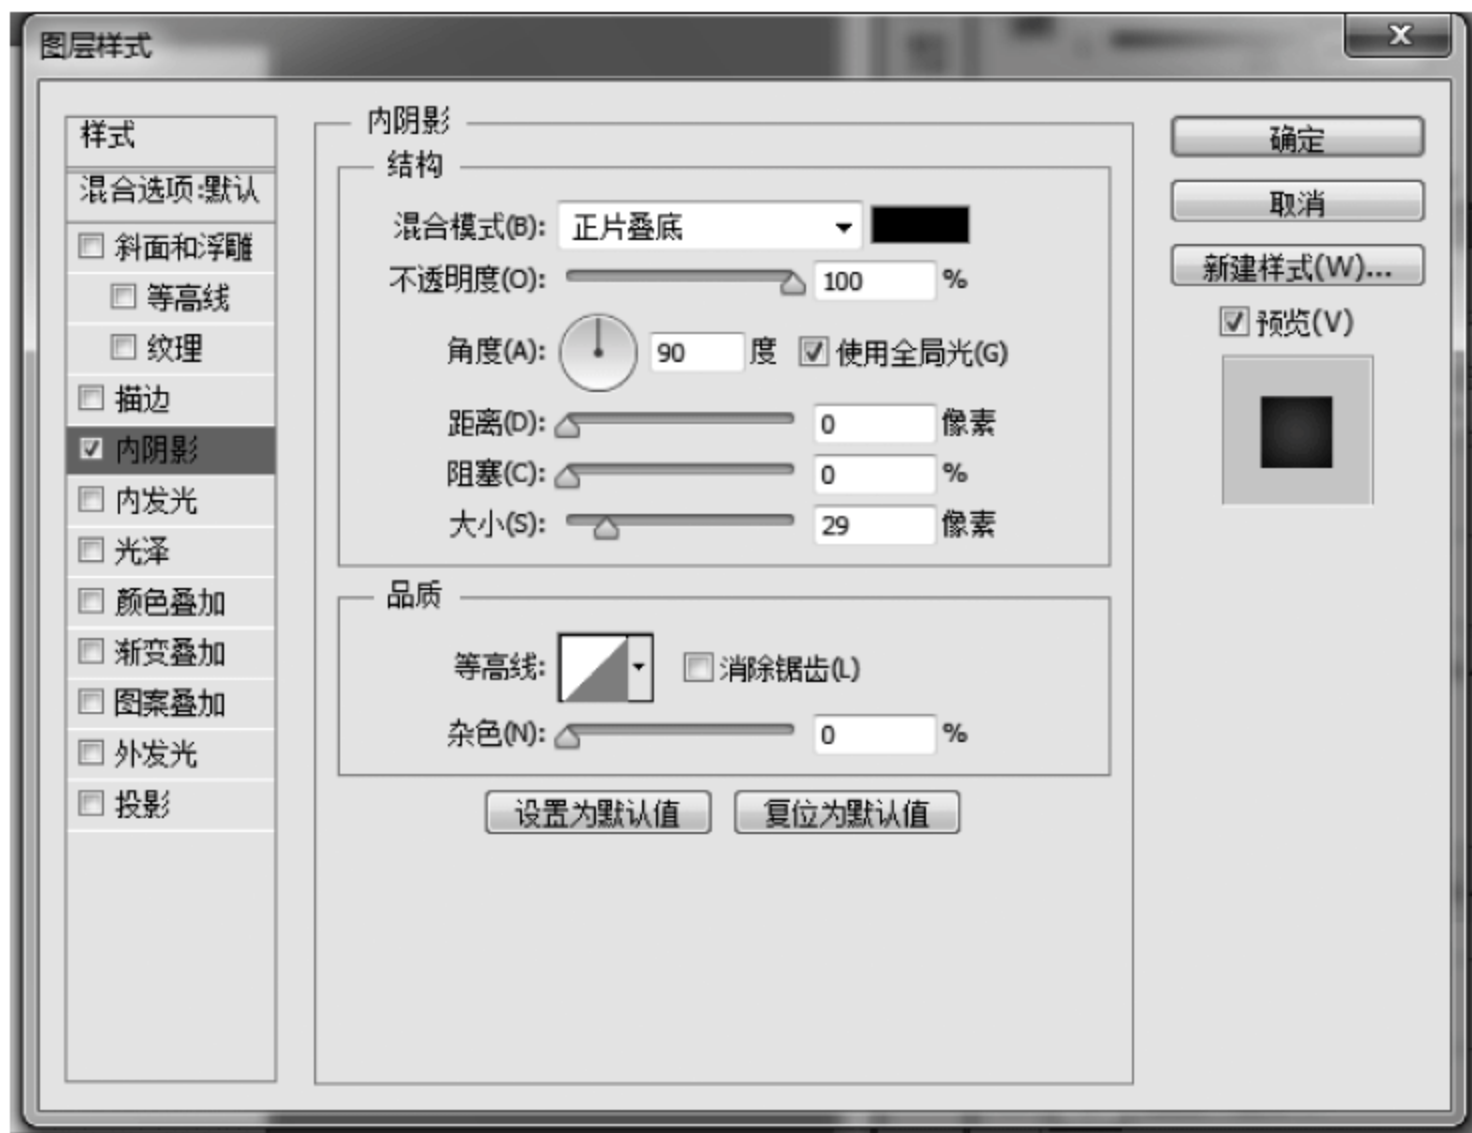 图层样式
x
样式
混合选项:默认
斜面和浮雕
等高线
纹理
描边
内阴影
内发光
光泽
颜色叠加
渐变叠加
图案叠加
外发光
投影
内阴影
结构
混合模式(B): 正片叠底
不透明度(O): 100 %
角度(A): 90 度 使用全局光(G)
距离(D): 0 像素
阻塞(C): 0 %
大小(S): 29 像素
品质
等高线: 消除锯齿(L)
杂色(N): 0 %
设置为默认值 复位为默认值
确定
取消
新建样式(W)...
预览(V)